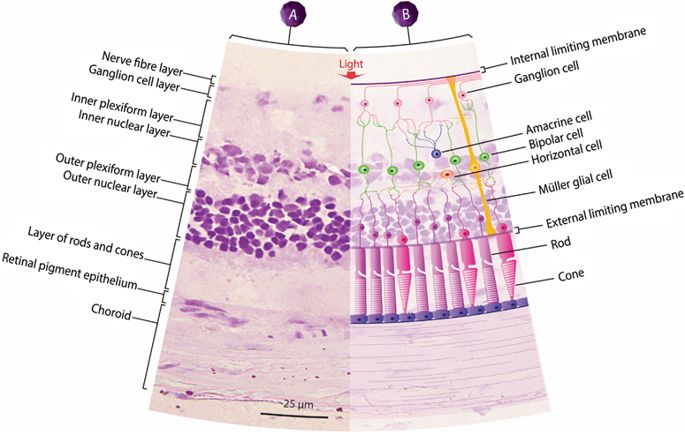 A
B
Light
Nerve fibre layer
Ganglion cell layer
Inner plexiform layer
Inner nuclear layer
Outer plexiform layer
Outer nuclear layer
Layer of rods and cones
Retinal pigment epithelium
Choroid
25 μm
Internal limiting membrane
Ganglion cell
Amacrine cell
Bipolar cell
Horizontal cell
Müller glial cell
External limiting membrane
Rod
Cone